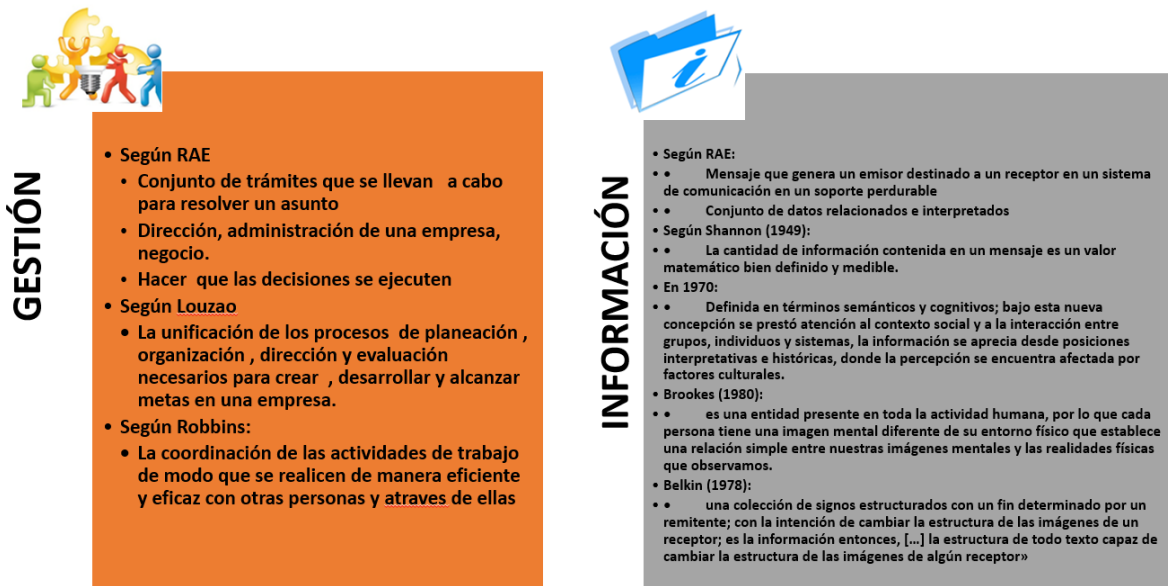 GESTIÓN
• Según RAE
• Conjunto de trámites que se llevan a cabo
para resolver un asunto
• Dirección, administración de una empresa,
negocio.
• Hacer que las decisiones se ejecuten
• Según Louzao
• La unificación de los procesos de planeación ,
organización , dirección y evaluación
necesarios para crear , desarrollar y alcanzar
metas en una empresa.
• Según Robbins:
• La coordinación de las actividades de trabajo
de modo que se realicen de manera eficiente
y eficaz con otras personas y atraves de ellas
INFORMACIÓN
• Según RAE:
• • Mensaje que genera un emisor destinado a un receptor en un sistema
de comunicación en un soporte perdurable
• • Conjunto de datos relacionados e interpretados
• Según Shannon (1949):
• • La cantidad de información contenida en un mensaje es un valor
matemático bien definido y medible.
• En 1970:
• • Definida en términos semánticos y cognitivos; bajo esta nueva
concepción se prestó atención al contexto social y a la interacción entre
grupos, individuos y sistemas, la información se aprecia desde posiciones
interpretativas e históricas, donde la percepción se encuentra afectada por
factores culturales.
• Brookes (1980):
• • es una entidad presente en toda la actividad humana, por lo que cada
persona tiene una imagen mental diferente de su entorno físico que establece
una relación simple entre nuestras imágenes mentales y las realidades físicas
que observamos.
• Belkin (1978):
• • una colección de signos estructurados con un fin determinado por un
remitente; con la intención de cambiar la estructura de las imágenes de un
receptor; es la información entonces, […] la estructura de todo texto capaz de
cambiar la estructura de las imágenes de algún receptor»